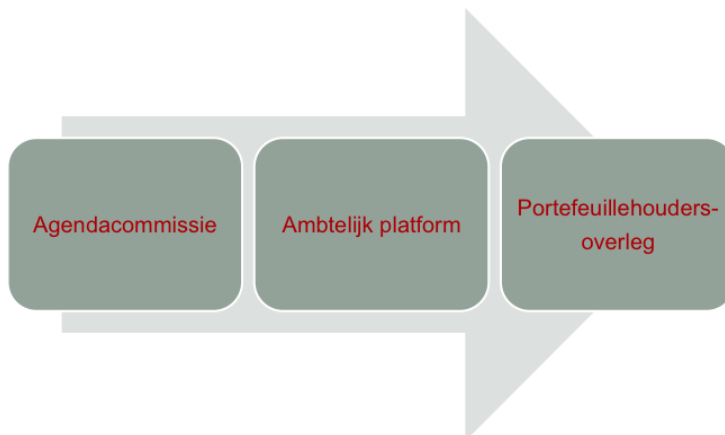 Agendacommissie
Ambtelijk platform
Portefeuillehouders-
overleg